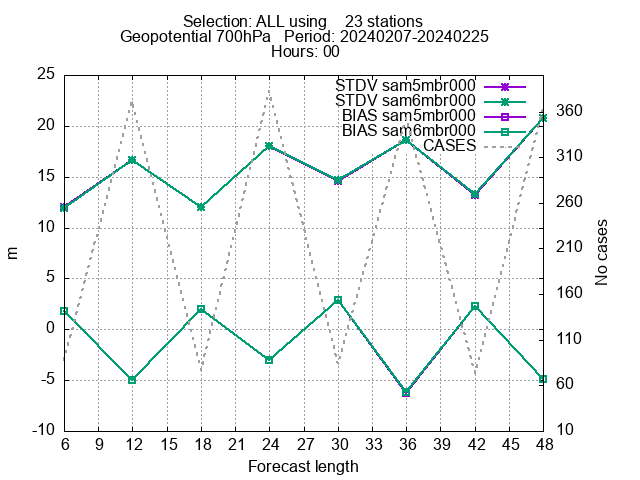 Selection: ALL using 23 stations
Geopotential 700hPa Period: 20240207-20240225
Hours: 00
STDV sam5mbr000
STDV sam6mbr000
BIAS sam5mbr000
BIAS sam6mbr000
CASES
25
20
15
10
5
0
-5
-10
m
360
310
260
210
160
110
60
10
No cases
6 9 12 15 18 21 24 27 30 33 36 39 42 45 48
Forecast length